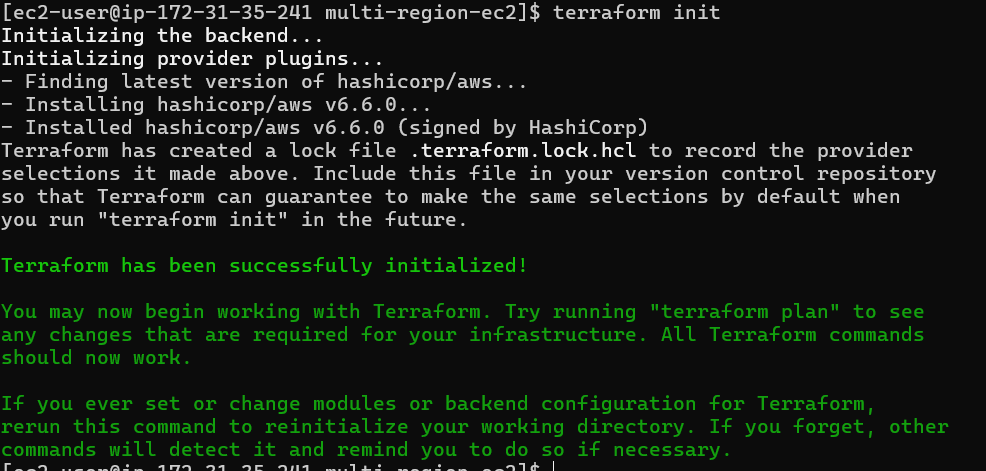 [ec2-user@ip-172-31-35-241 multi-region-ec2]$ terraform init
Initializing the backend...
Initializing provider plugins...
- Finding latest version of hashicorp/aws...
- Installing hashicorp/aws v6.6.0...
- Installed hashicorp/aws v6.6.0 (signed by HashiCorp)
Terraform has created a lock file .terraform.lock.hcl to record the provider
selections it made above. Include this file in your version control repository
so that Terraform can guarantee to make the same selections by default when
you run "terraform init" in the future.
Terraform has been successfully initialized!
You may now begin working with Terraform. Try running "terraform plan" to see
any changes that are required for your infrastructure. All Terraform commands
should now work.
If you ever set or change modules or backend configuration for Terraform,
rerun this command to reinitialize your working directory. If you forget, other
commands will detect it and remind you to do so if necessary.
[ec2-user@ip-172-31-35-241 multi-region-ec2]$